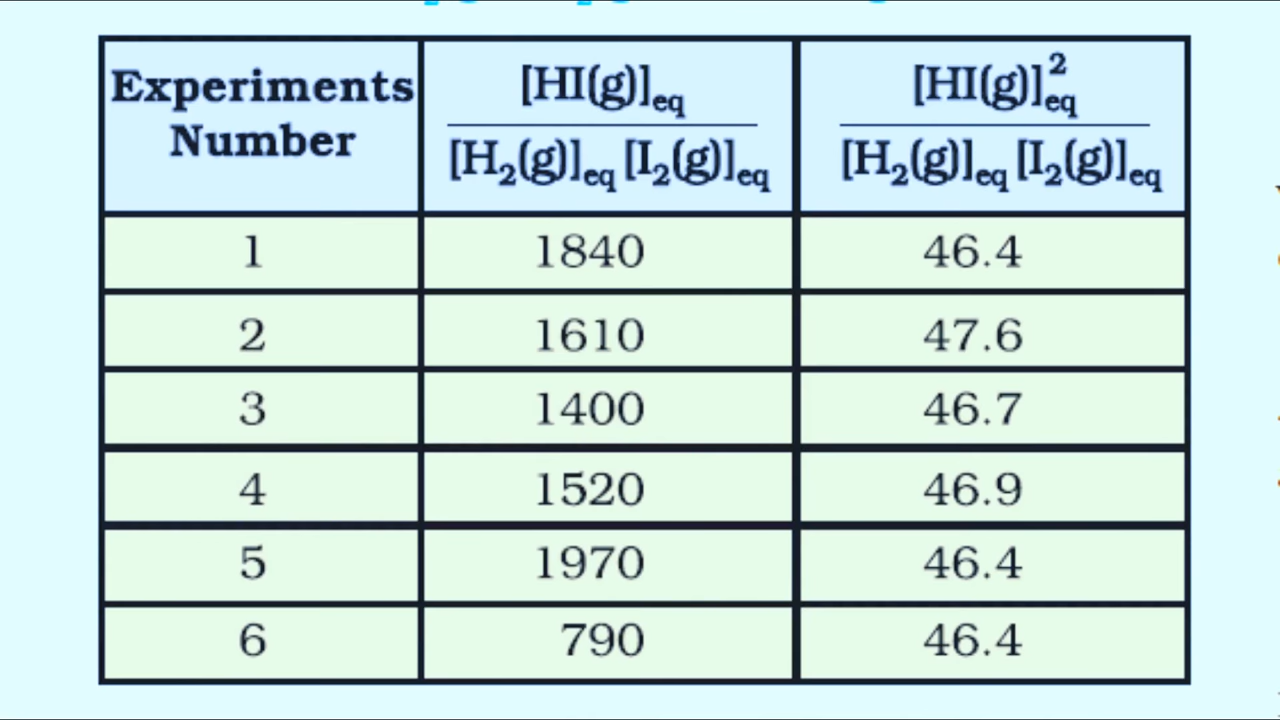 Experiments Number | [HI(g)]eq / [H₂(g)]eq [I₂(g)]eq | [HI(g)]²eq / [H₂(g)]eq [I₂(g)]eq
1 | 1840 | 46.4
2 | 1610 | 47.6
3 | 1400 | 46.7
4 | 1520 | 46.9
5 | 1970 | 46.4
6 | 790 | 46.4